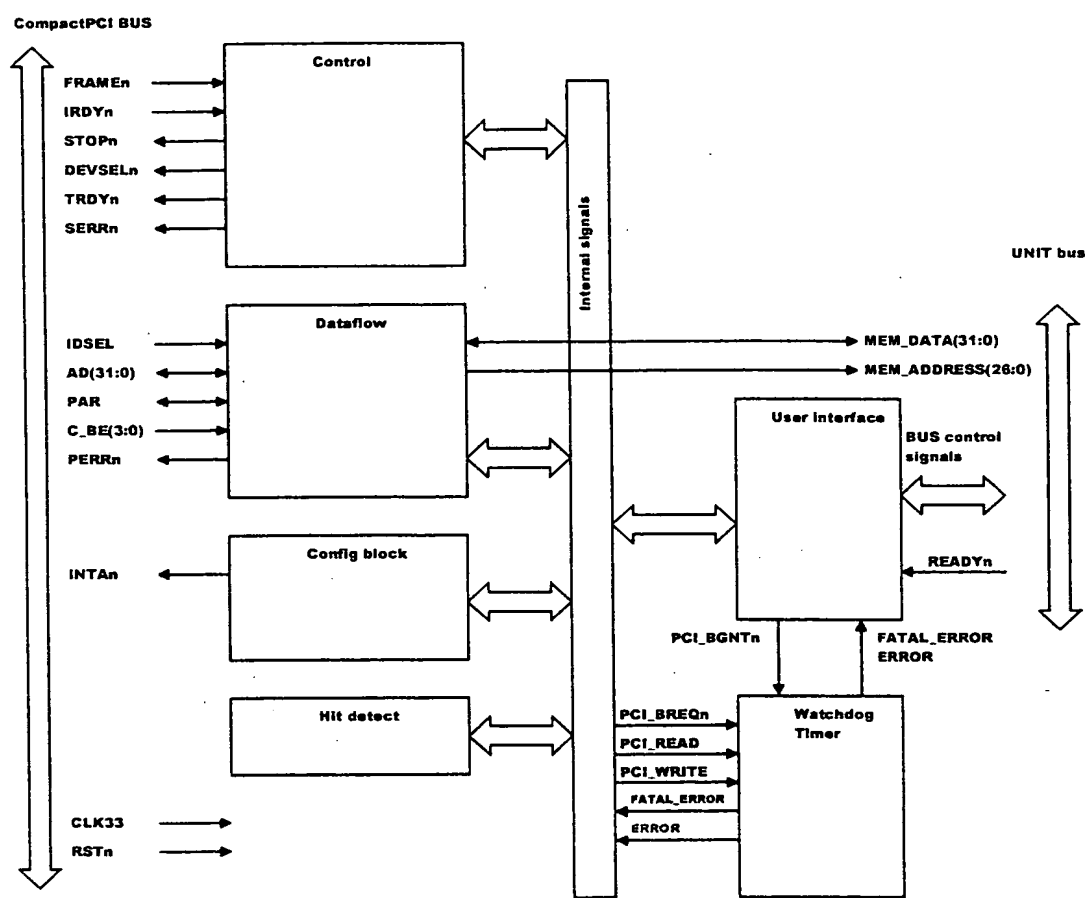 CompactPCI BUS
Control
FRAMEn
IRDYn
STOPn
DEVSELn
TRDYn
SERRn
Internal signals
UNIT bus
Dataflow
IDSEL
AD(31:0)
PAR
C_BE(3:0)
PERRn
MEM_DATA(31:0)
MEM_ADDRESS(26:0)
User interface
BUS control
signals
READYn
Config block
INTAn
PCI_BGNTn
FATAL_ERROR
ERROR
Hit detect
PCI_BREQn
PCI_READ
PCI_WRITE
FATAL_ERROR
ERROR
Watchdog
Timer
CLK33
RSTn